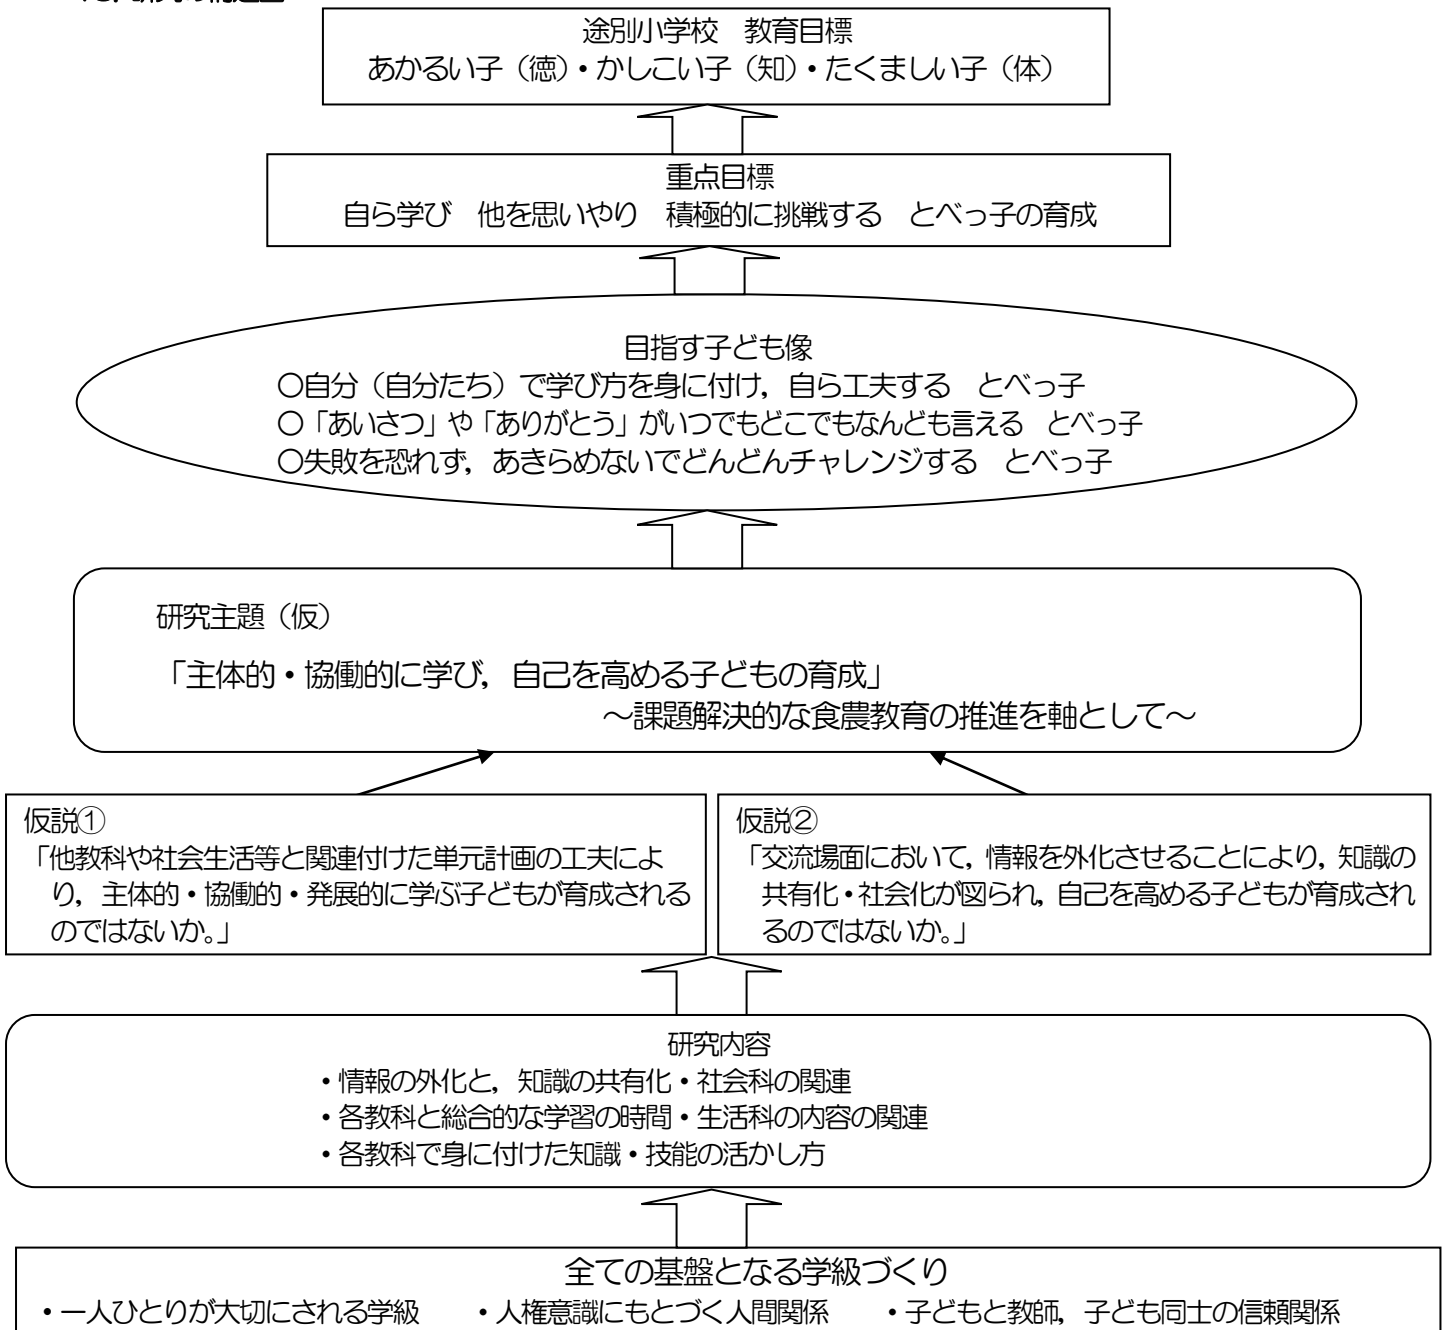 途別小学校　教育目標
あかるい子（徳）・かしこい子（知）・たくましい子（体）
重点目標
自ら学び　他を思いやり　積極的に挑戦する　とべっ子の育成
目指す子ども像
〇自分（自分たち）で学び方を身に付け，自ら工夫する　とべっ子
〇「あいさつ」や「ありがとう」がいつでもどこでもなんども言える　とべっ子
〇失敗を恐れず，あきらめないでどんどんチャレンジする　とべっ子
研究主題（仮）
「主体的・協働的に学び，自己を高める子どもの育成」
～課題解決的な食農教育の推進を軸として～
仮説①
「他教科や社会生活等と関連付けた単元計画の工夫によ
り，主体的・協働的・発展的に学ぶ子どもが育成される
のではないか。」
仮説②
「交流場面において，情報を外化させることにより，知識の
共有化・社会化が図られ，自己を高める子どもが育成され
るのではないか。」
研究内容
・情報の外化と，知識の共有化・社会科の関連
・各教科と総合的な学習の時間・生活科の内容の関連
・各教科で身に付けた知識・技能の活かし方
全ての基盤となる学級づくり
・一人ひとりが大切にされる学級　　・人権意識にもとづく人間関係　　・子どもと教師，子ども同士の信頼関係